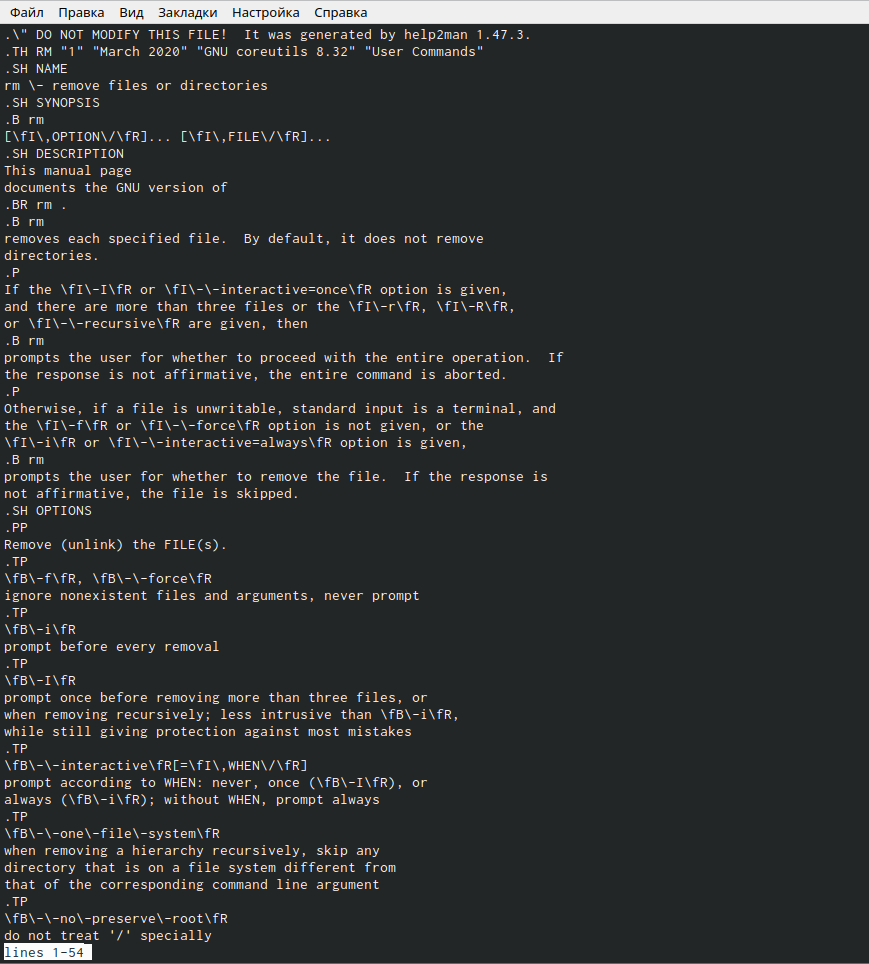 Файл Правка Вид Закладки Настройка Справка
.\" DO NOT MODIFY THIS FILE!  It was generated by help2man 1.47.3.
.TH RM "1" "March 2020" "GNU coreutils 8.32" "User Commands"
.SH NAME
rm \- remove files or directories
.SH SYNOPSIS
.B rm
[\fI\,OPTION\/\fR]... [\fI\,FILE\/\fR]...
.SH DESCRIPTION
This manual page
documents the GNU version of
.BR rm .
.B rm
removes each specified file.  By default, it does not remove
directories.
.P
If the \fI\-I\fR or \fI\-\-interactive=once\fR option is given,
and there are more than three files or the \fI\-r\fR, \fI\-R\fR,
or \fI\-\-recursive\fR are given, then
.B rm
prompts the user for whether to proceed with the entire operation.  If
the response is not affirmative, the entire command is aborted.
.P
Otherwise, if a file is unwritable, standard input is a terminal, and
the \fI\-f\fR or \fI\-\-force\fR option is not given, or the
\fI\-i\fR or \fI\-\-interactive=always\fR option is given,
.B rm
prompts the user for whether to remove the file.  If the response is
not affirmative, the file is skipped.
.SH OPTIONS
.PP
Remove (unlink) the FILE(s).
.TP
\fB\-f\fR, \fB\-\-force\fR
ignore nonexistent files and arguments, never prompt
.TP
\fB\-i\fR
prompt before every removal
.TP
\fB\-I\fR
prompt once before removing more than three files, or
when removing recursively; less intrusive than \fB\-i\fR,
while still giving protection against most mistakes
.TP
\fB\-\-interactive\fR[=\fI\,WHEN\/\fR]
prompt according to WHEN: never, once (\fB\-I\fR), or
always (\fB\-i\fR); without WHEN, prompt always
.TP
\fB\-\-one\-file\-system\fR
when removing a hierarchy recursively, skip any
directory that is on a file system different from
that of the corresponding command line argument
.TP
\fB\-\-no\-preserve\-root\fR
do not treat '/' specially
lines 1-54